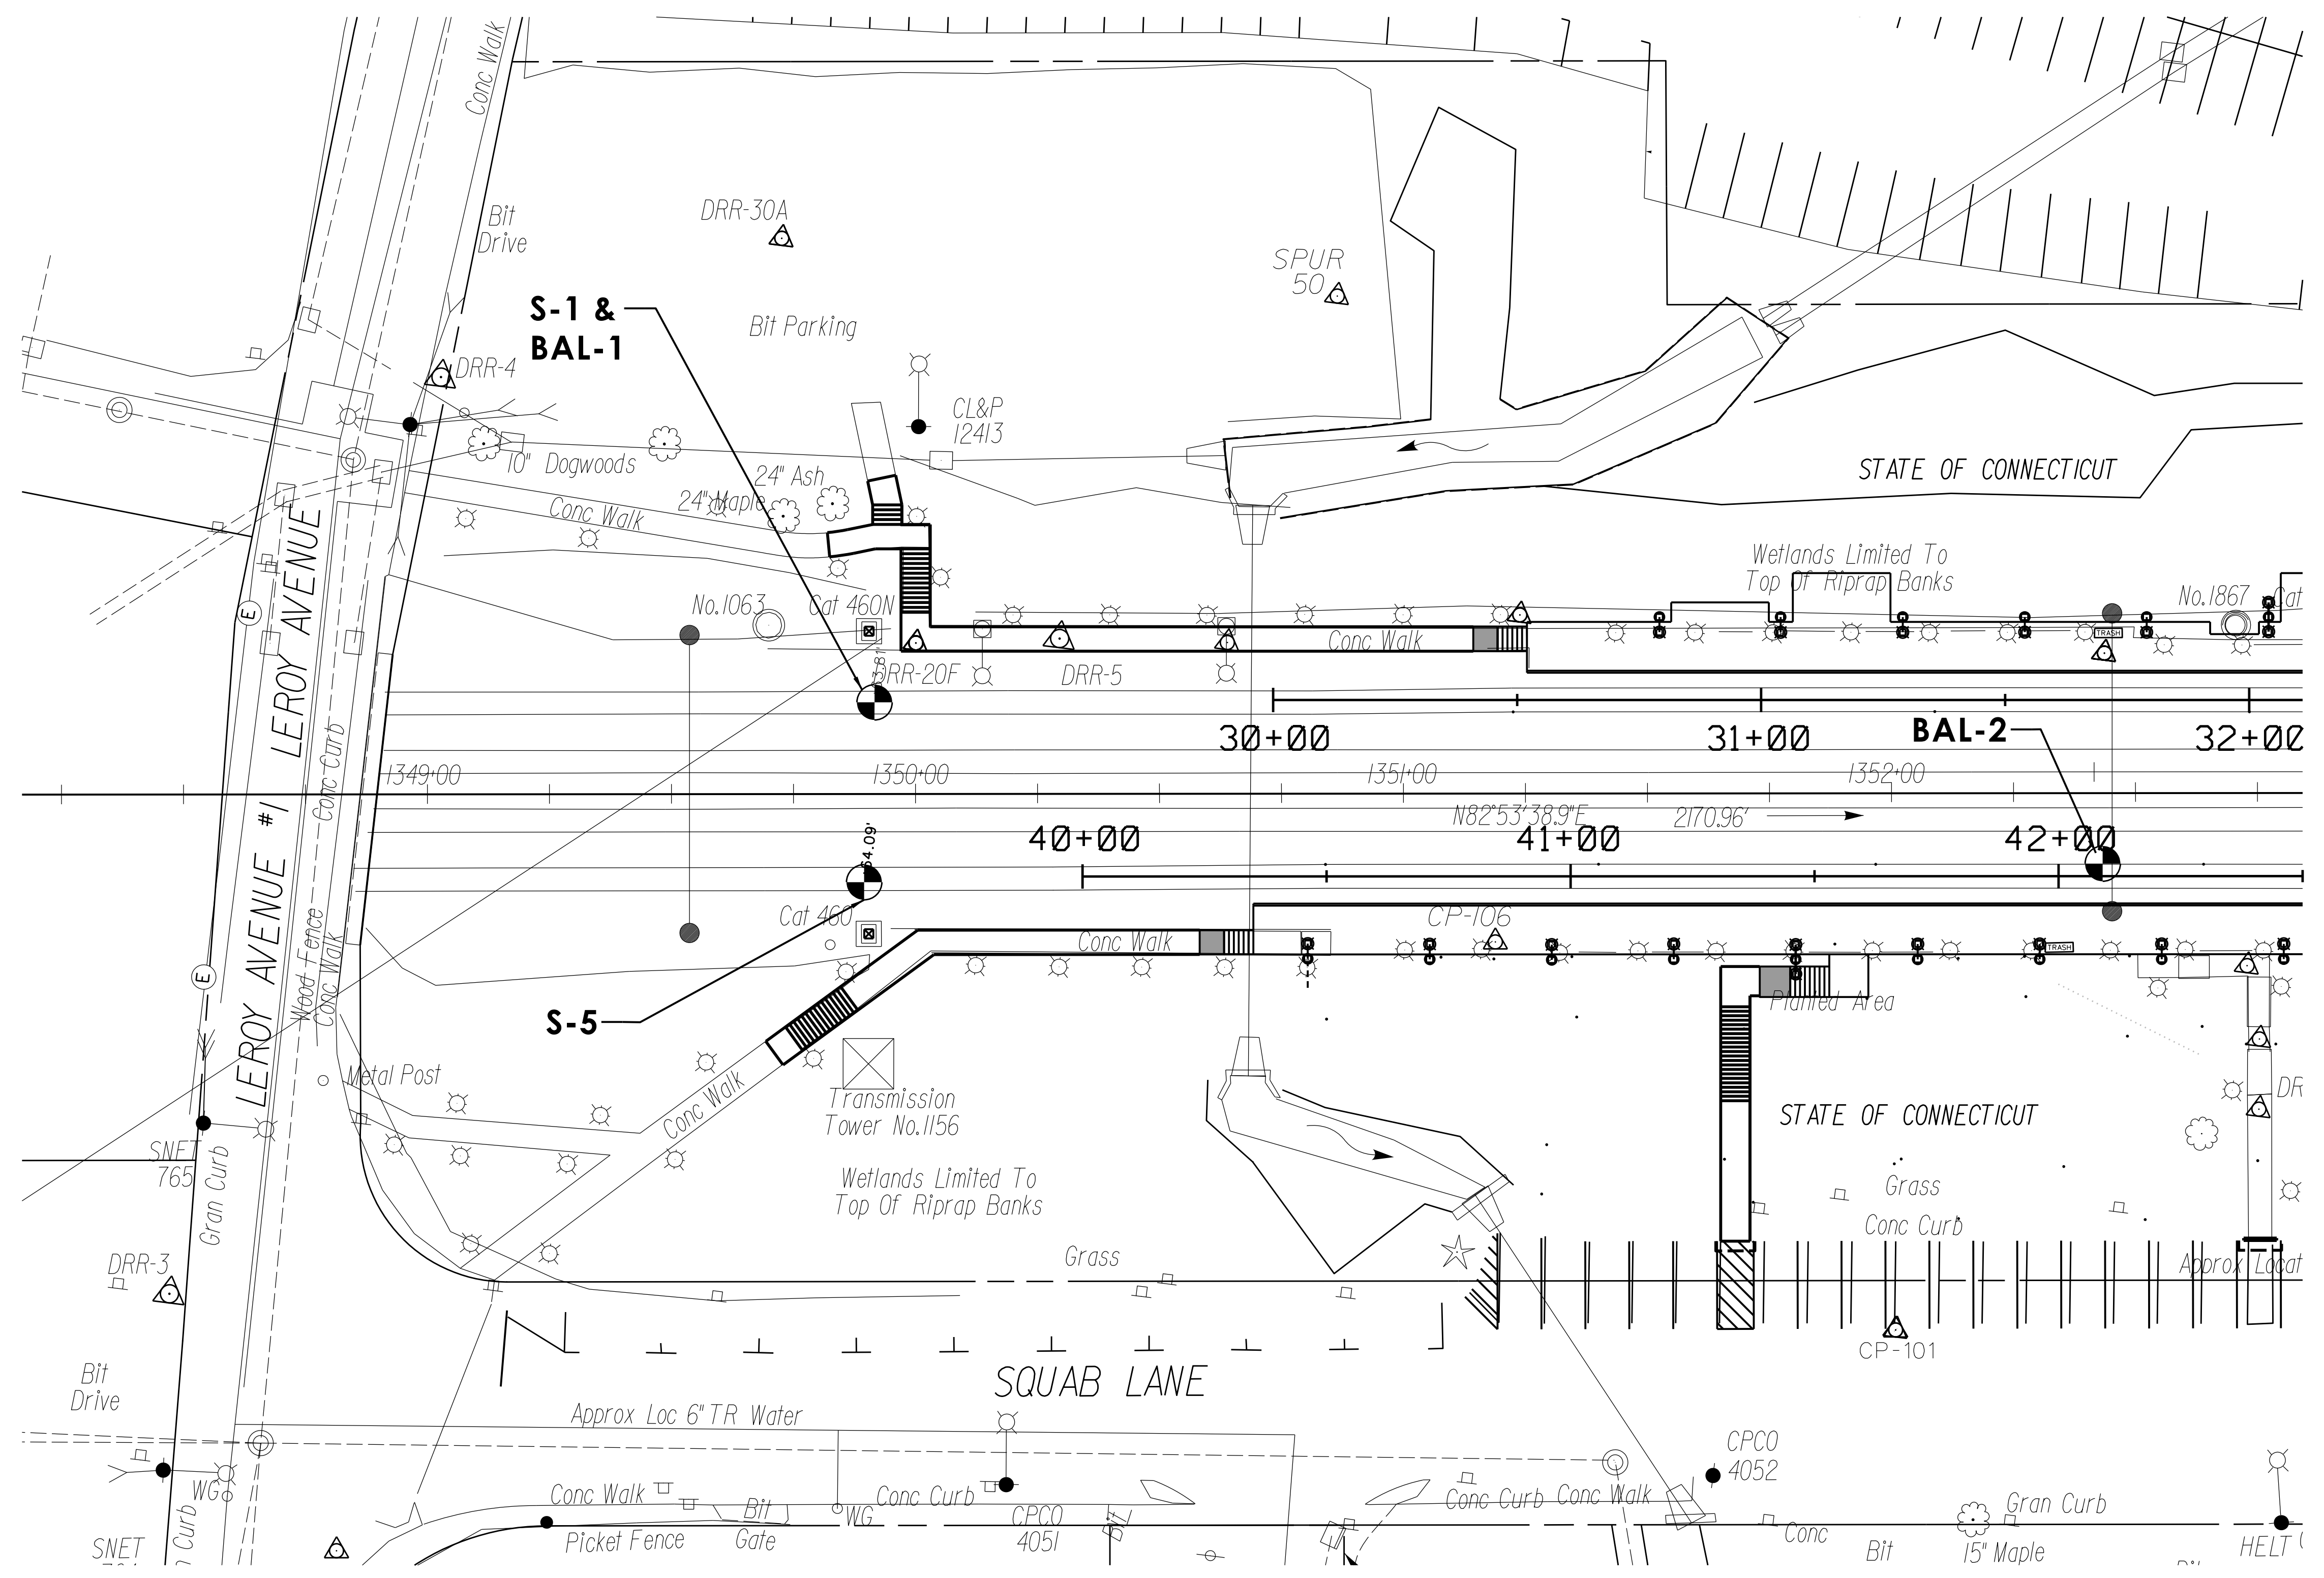 Conc Walk
Bit
Drive
DRR-30A
SPUR
50
S-1 &
BAL-1
Bit Parking
DRR-4
CL&P
12413
10" Dogwoods
24" Ash
24" Maple
Conc Walk
STATE OF CONNECTICUT
Wetlands Limited To
Top Of Riprap Banks
No.1063
Cat 460N
No.1867
Cat
E
LEROY AVENUE
Conc Walk
TRASH
DRR-20F
DRR-5
30+00
31+00
BAL-2
32+00
Conc Curb
1349+00
1350+00
1351+00
1352+00
LEROY AVENUE #1
N82°53'38.9"E
2170.96'
40+00
41+00
42+00
64.09'
Cat 460
CP-106
Conc Walk
TRASH
Wood Fence
Conc Walk
E
S-5
Planted Area
Metal Post
Conc Walk
Transmission
Tower No.1156
STATE OF CONNECTICUT
DR
SNET
765
Gran Curb
Wetlands Limited To
Top Of Riprap Banks
Grass
Conc Curb
DRR-3
Grass
Approx Locat
CP-101
Bit
Drive
SQUAB LANE
Approx Loc 6" TR Water
CPCO
4052
WG
Conc Walk
Bit
Gate
WG
Conc Curb
CPCO
4051
Bit
Conc Curb
Conc Walk
Gran Curb
Picket Fence
Conc
Bit
15" Maple
HELT
SNET
Curb